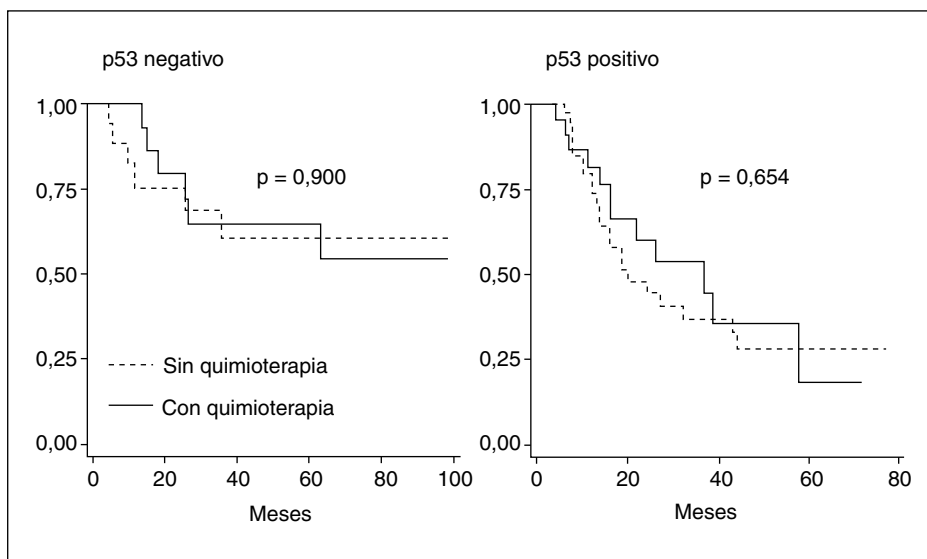 p53 negativo
1,00
0,75
0,50
0,25
0,00
p = 0,900
Sin quimioterapia
Con quimioterapia
0 20 40 60 80 100
Meses
p53 positivo
1,00
0,75
0,50
0,25
0,00
p = 0,654
0 20 40 60 80
Meses